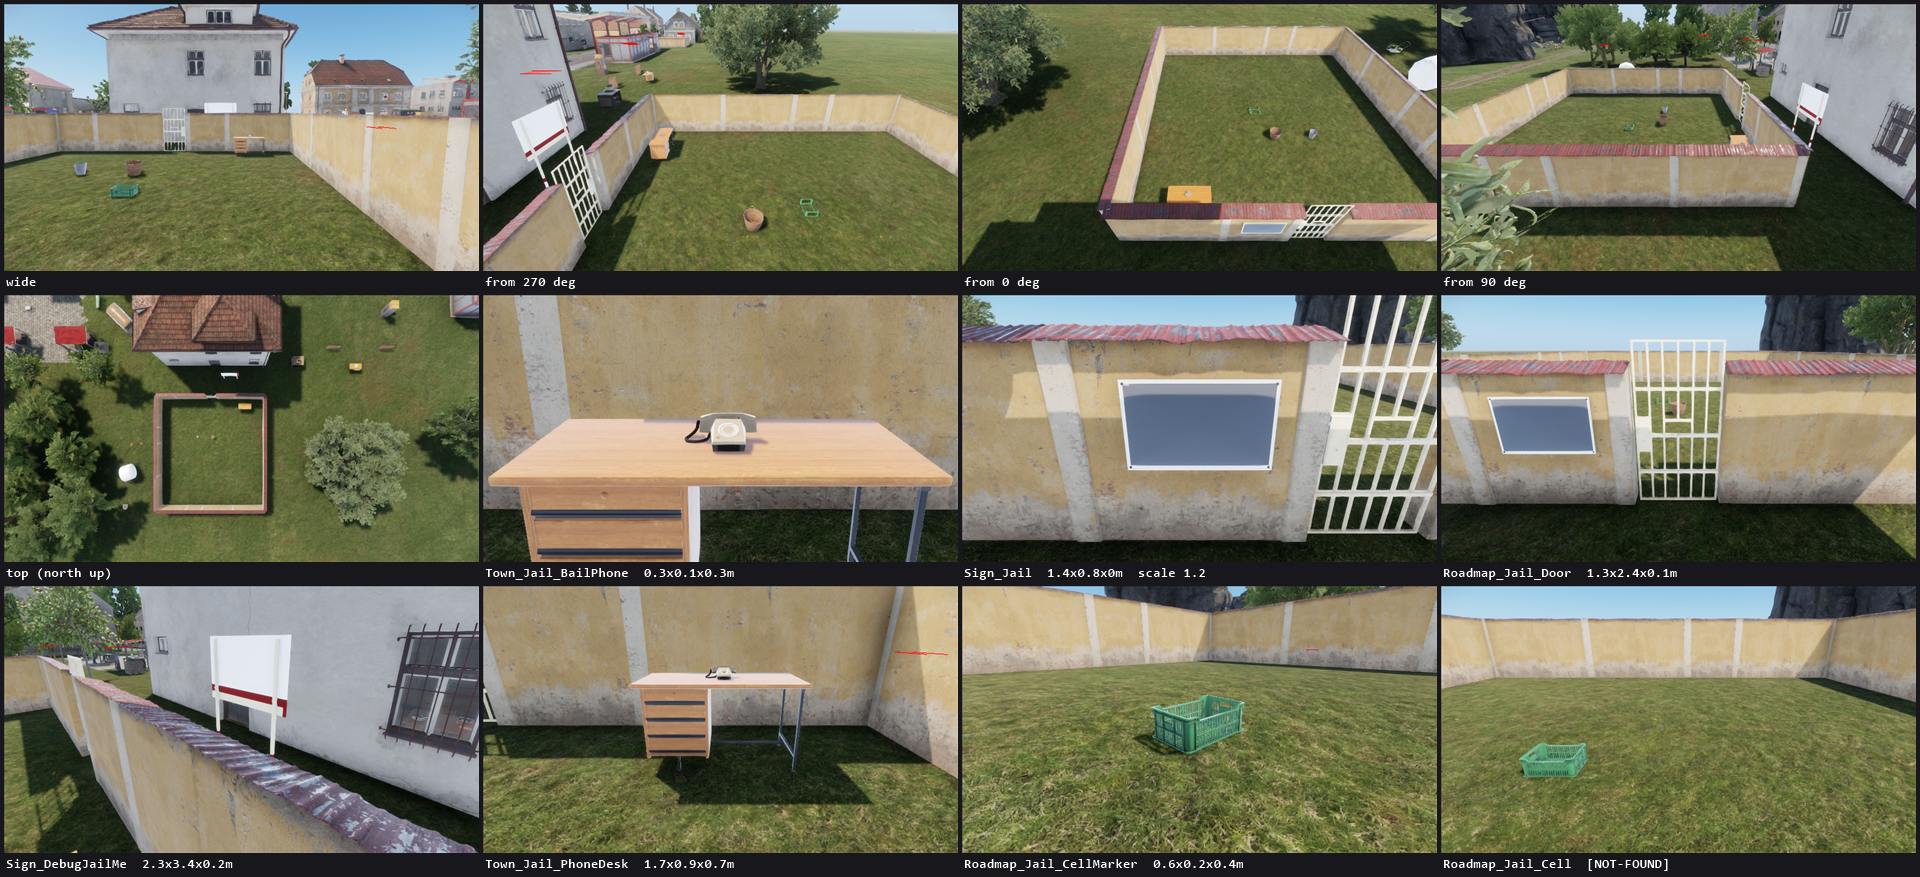 wide
from 270 deg
from 0 deg
from 90 deg
top (north up)
Town_Jail_BailPhone 0.3x0.1x0.3m
Sign_Jail 1.4x0.8x0m scale 1.2
Roadmap_Jail_Door 1.3x2.4x0.1m
Sign_DebugJailMe 2.3x3.4x0.2m
Town_Jail_PhoneDesk 1.7x0.9x0.7m
Roadmap_Jail_CellMarker 0.6x0.2x0.4m
Roadmap_Jail_Cell [NOT-FOUND]